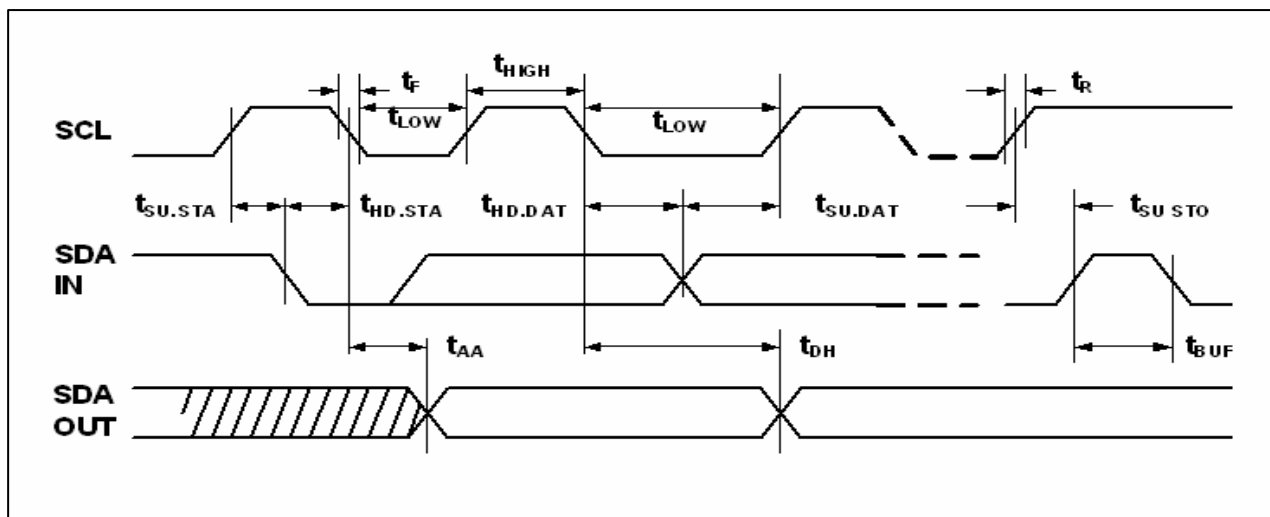 tF
tHIGH
tR
SCL
tLOW
tLOW
tSU.STA
tHD.STA
tHD.DAT
tSU.DAT
tSU STO
SDA
IN
tAA
tDH
tBUF
SDA
OUT